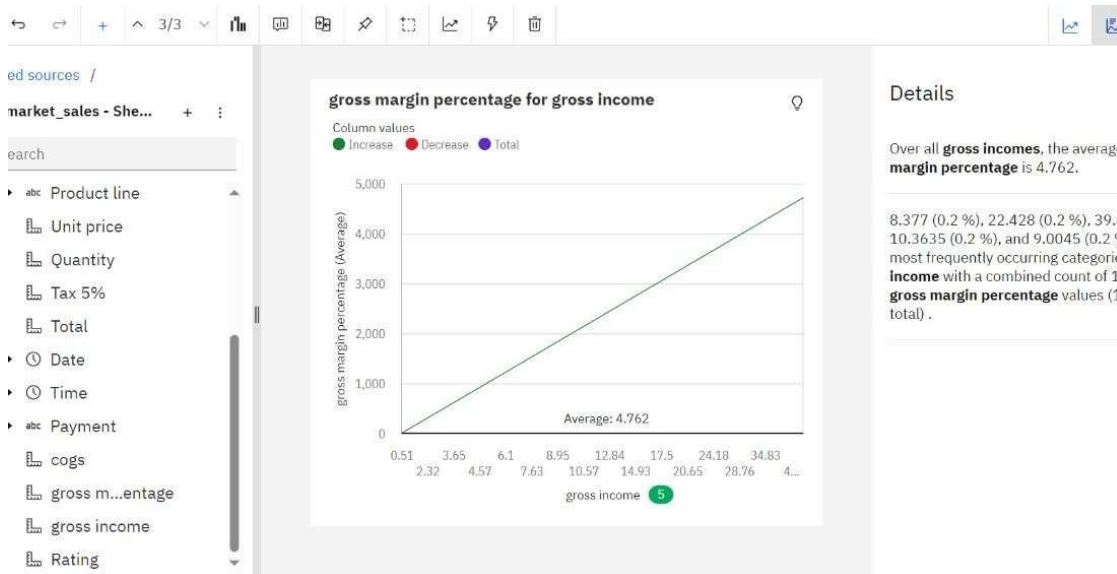 3/3
ed sources /
market_sales - She...
earch
abc Product line
Unit price
Quantity
Tax 5%
Total
Date
Time
abc Payment
cogs
gross m...entage
gross income
Rating
gross margin percentage for gross income
Column values
Increase Decrease Total
5,000
4,000
3,000
2,000
1,000
0
gross margin percentage (Average)
Average: 4.762
0.51 3.65 6.1 8.95 12.84 17.5 24.18 34.83
2.32 4.57 7.63 10.57 14.93 20.65 28.76 4...
gross income 5
Details
Over all gross incomes, the average
margin percentage is 4.762.
8.377 (0.2 %), 22.428 (0.2 %), 39.
10.3635 (0.2 %), and 9.0045 (0.2 %
most frequently occurring categorie
income with a combined count of 1
gross margin percentage values (1
total) .